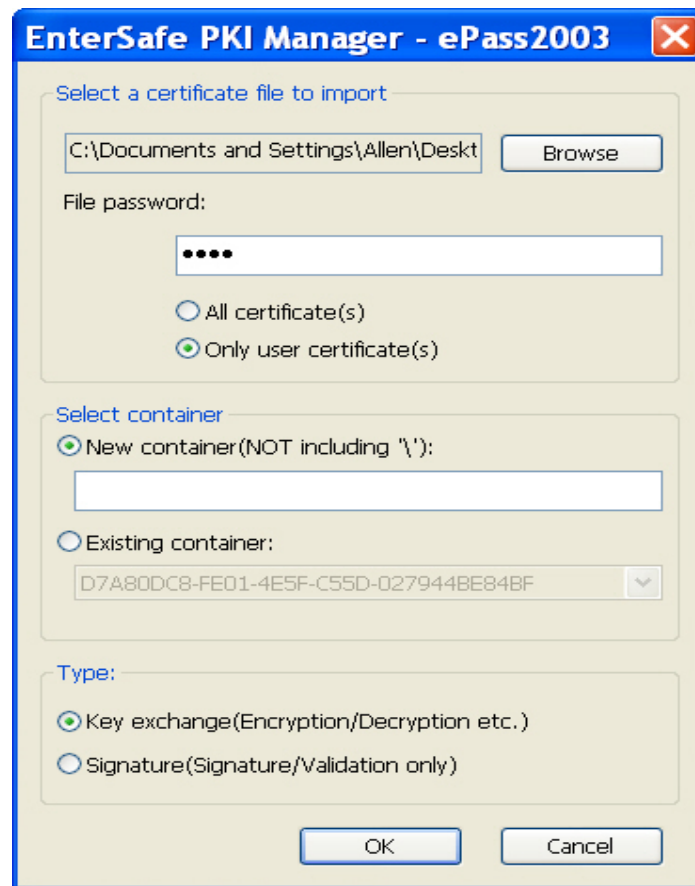 EnterSafe PKI Manager - ePass2003
Select a certificate file to import
C:\Documents and Settings\Allen\Deskt
Browse
File password:
••••
All certificate(s)
Only user certificate(s)
Select container
New container(NOT including '\'):
Existing container:
D7A80DC8-FE01-4E5F-C55D-027944BE84BF
Type:
Key exchange(Encryption/Decryption etc.)
Signature(Signature/Validation only)
OK
Cancel